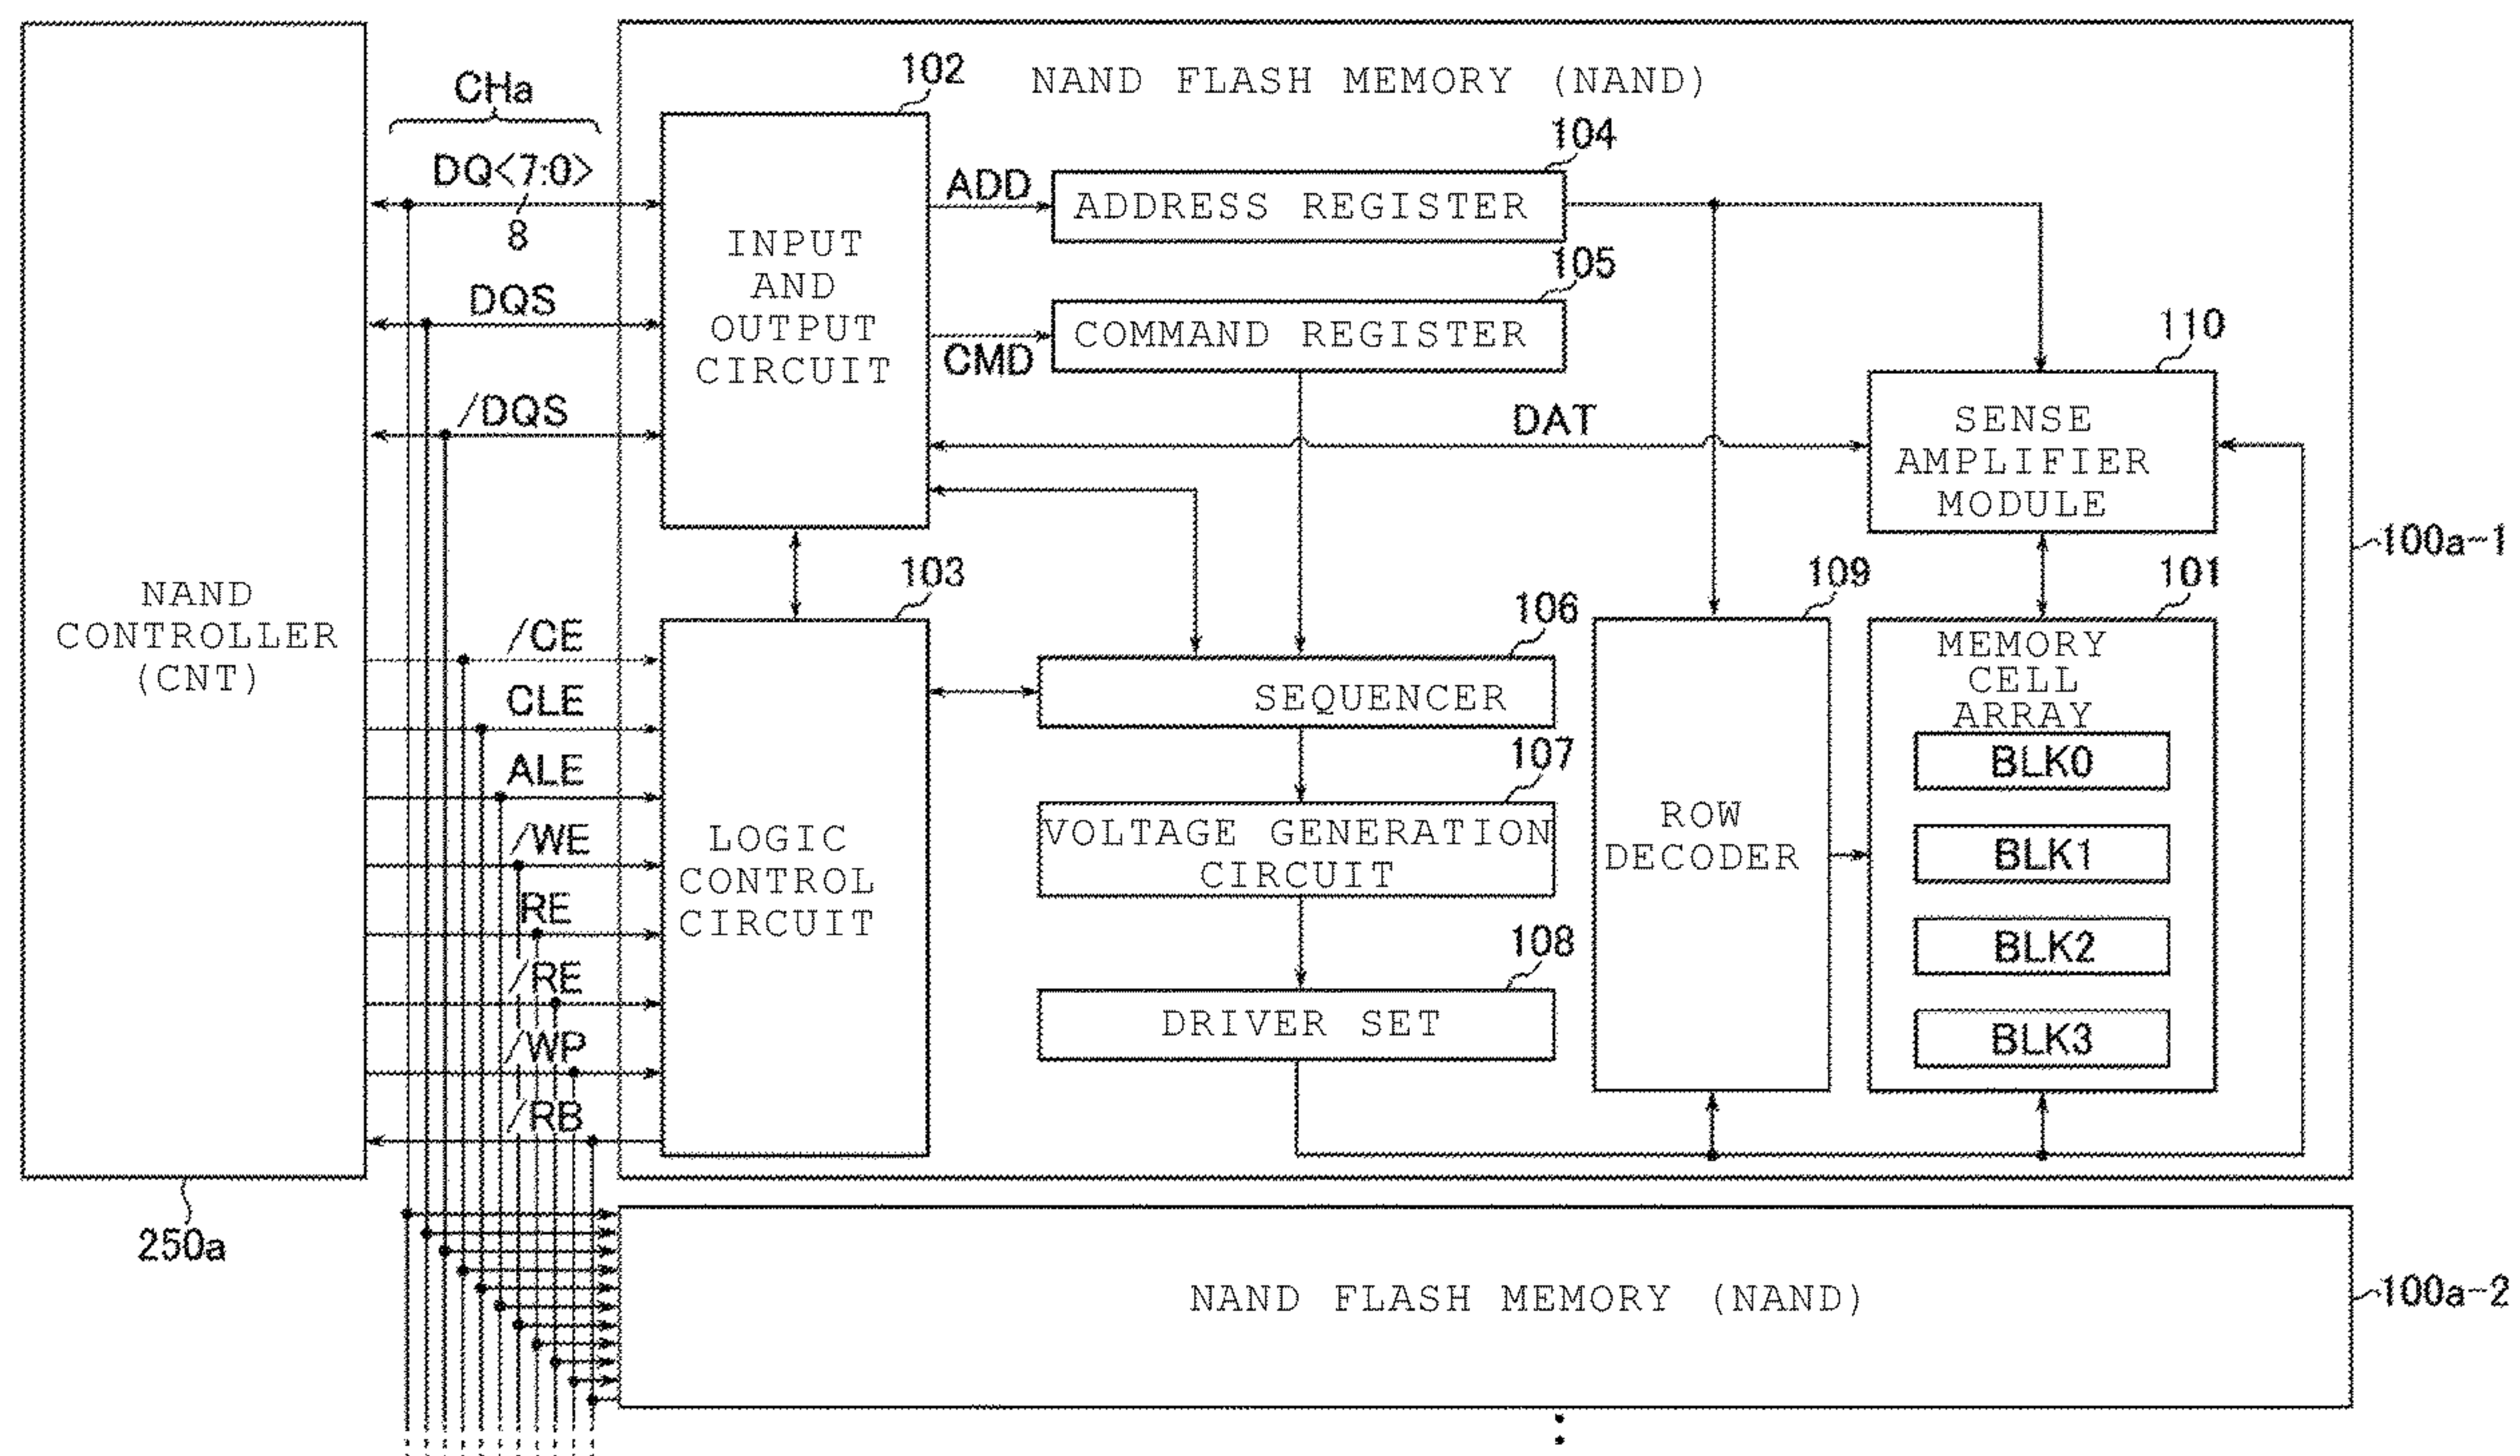 NAND FLASH MEMORY (NAND)
CHa
102
104
DQ<7:0>
8
ADD
ADDRESS REGISTER
INPUT
AND
OUTPUT
CIRCUIT
105
DQS
CMD
COMMAND REGISTER
110
/DQS
DAT
SENSE
AMPLIFIER
MODULE
100a-1
NAND
CONTROLLER
(CNT)
103
106
109
101
/CE
CLE
ALE
/WE
RE
/RE
/WP
/RB
LOGIC
CONTROL
CIRCUIT
SEQUENCER
107
VOLTAGE GENERATION
CIRCUIT
108
DRIVER SET
ROW
DECODER
MEMORY
CELL
ARRAY
BLK0
BLK1
BLK2
BLK3
250a
NAND FLASH MEMORY (NAND)
100a-2